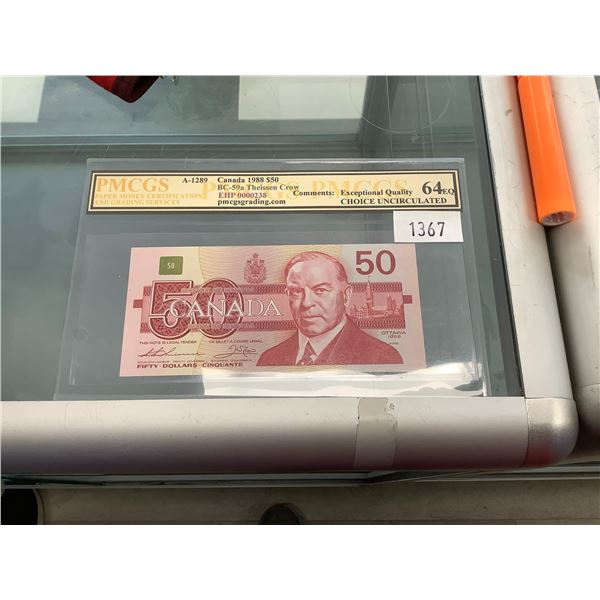 PMCGS
PAPER MONEY CERTIFICATION
AND GRADING SERVICES
A-1289 Canada 1988 $50
BC-59a Theissen Crow
EHP 0000238
pmcgsgrading.com
Comments: Exceptional Quality
CHOICE UNCIRCULATED
64EQ
1367
50
50
50
CANADA
THIS NOTE IS LEGAL TENDER
CE BILLET A COURS LÉGAL
OTTAWA
1988
FIFTY·DOLLARS·CINQUANTE